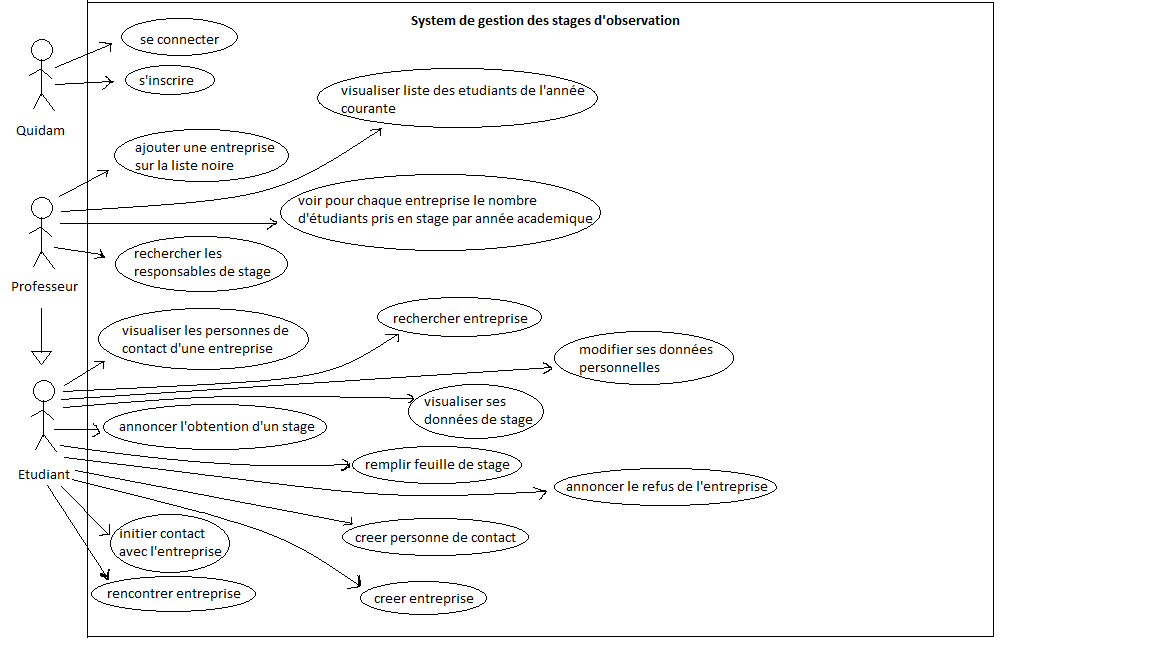 System de gestion des stages d'observation
se connecter
s'inscrire
Quidam
visualiser liste des etudiants de l'année
courante
ajouter une entreprise
sur la liste noire
voir pour chaque entreprise le nombre
d'étudiants pris en stage par année academique
rechercher les
responsables de stage
Professeur
rechercher entreprise
visualiser les personnes de
contact d'une entreprise
modifier ses données
personnelles
visualiser ses
données de stage
annoncer l'obtention d'un stage
remplir feuille de stage
Etudiant
annoncer le refus de l'entreprise
initier contact
avec l'entreprise
creer personne de contact
rencontrer entreprise
creer entreprise